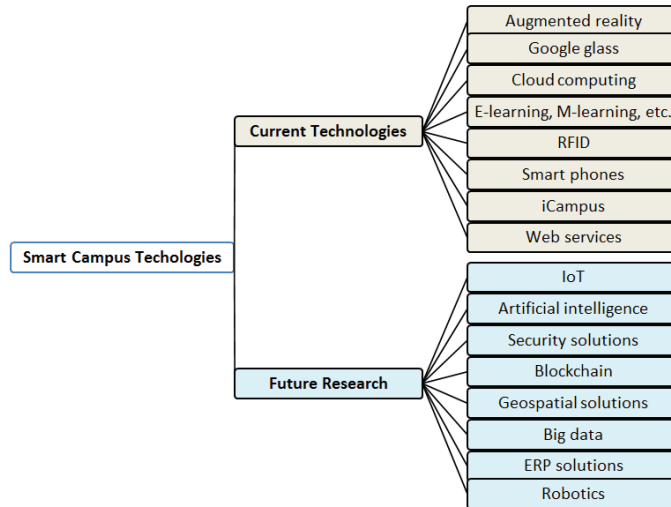 Augmented reality
Google glass
Cloud computing
E-learning, M-learning, etc.
Current Technologies
RFID
Smart phones
iCampus
Web services
Smart Campus Techologies
IoT
Artificial intelligence
Security solutions
Blockchain
Future Research
Geospatial solutions
Big data
ERP solutions
Robotics